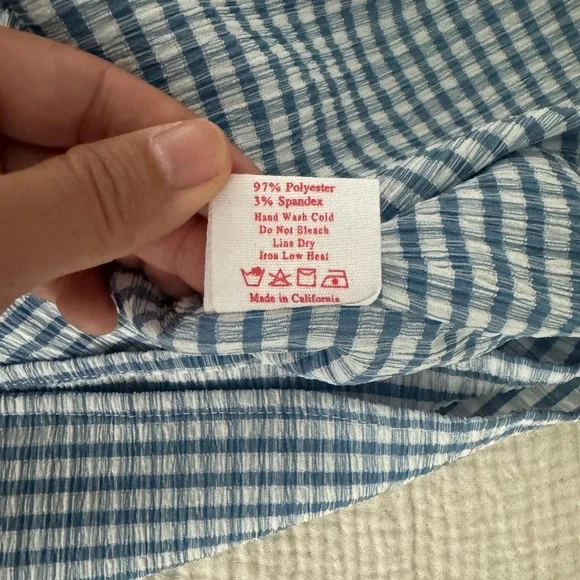 97% Polyester
3% Spandex
Hand Wash Cold
Do Not Bleach
Line Dry
Iron Low Heat
Made in California